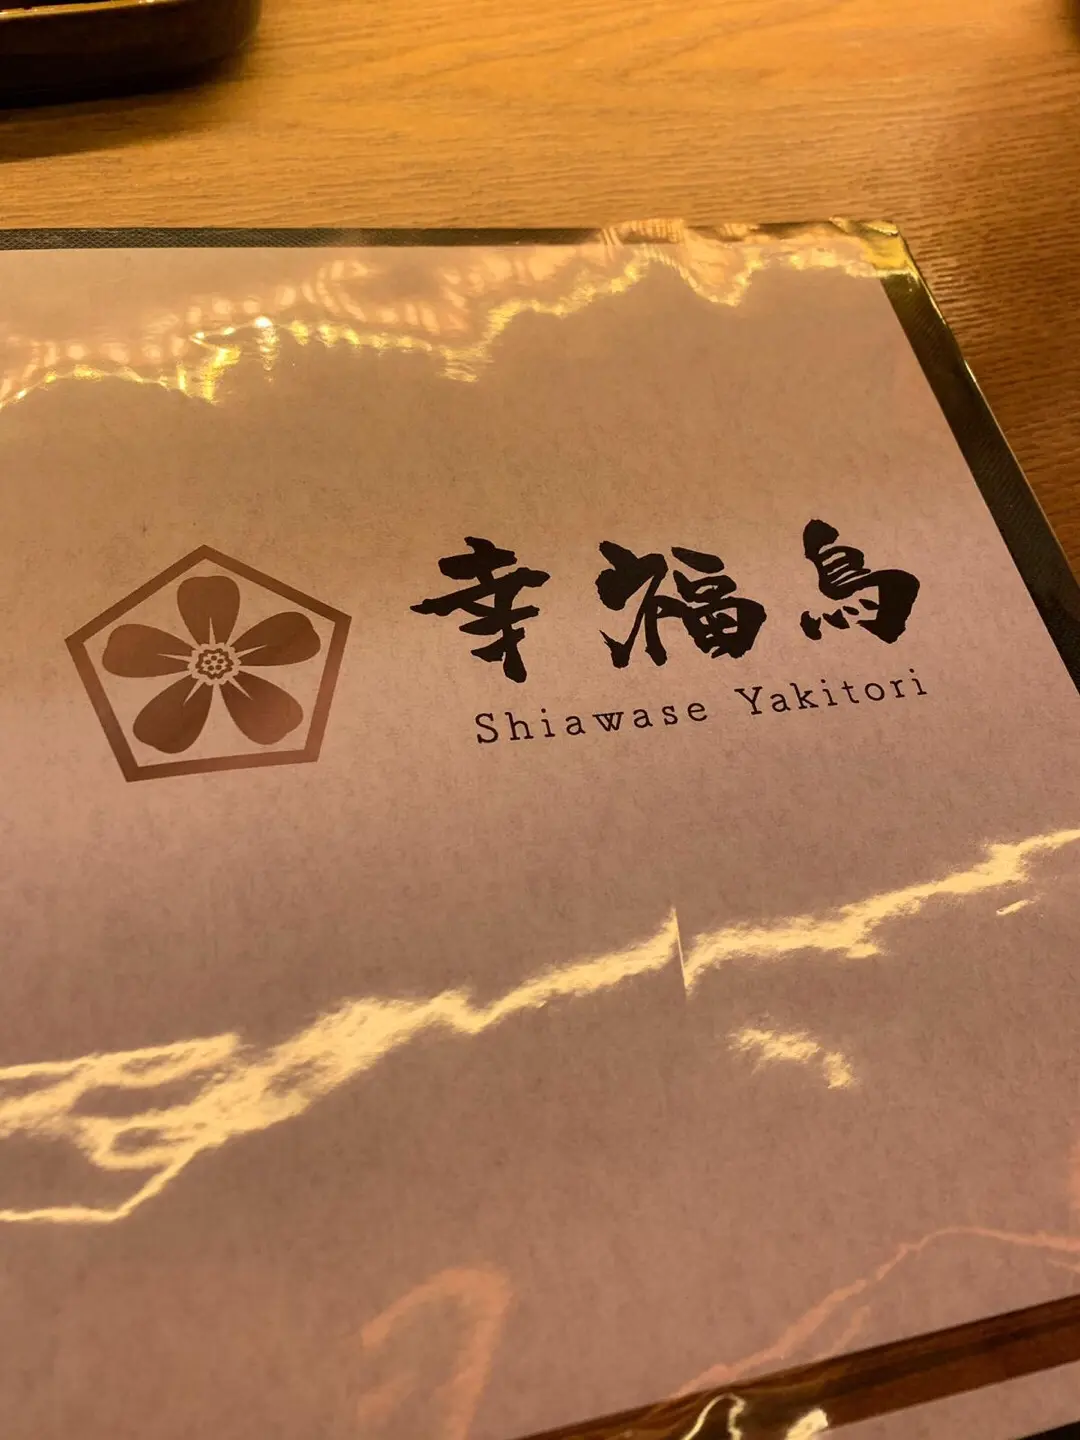 幸福鳥
Shiawase Yakitori